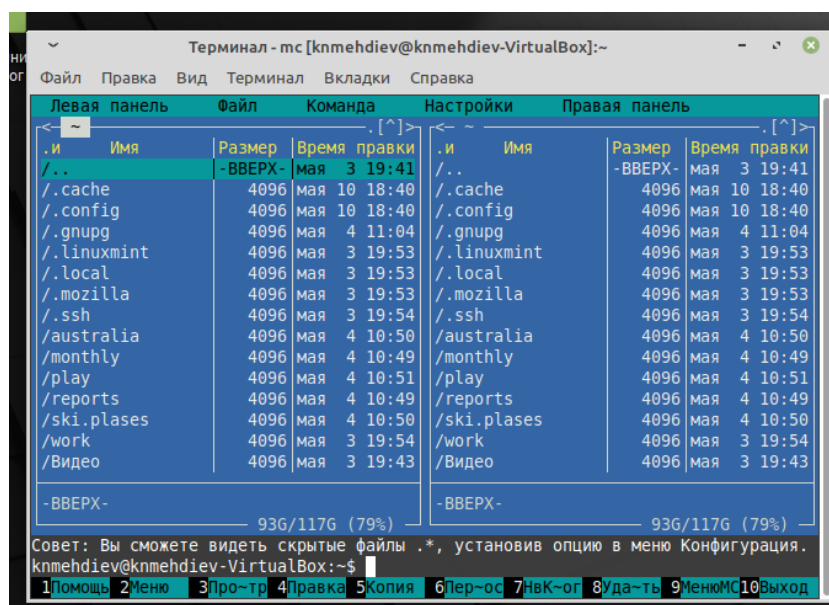 ни
ог
Терминал - mc [knmehdiev@knmehdiev-VirtualBox]:~
Файл Правка Вид Терминал Вкладки Справка
Левая панель Файл Команда Настройки Правая панель
<─ ~ .[^]> <─ ~ .[^]>
.и Имя Размер Время правки .и Имя Размер Время правки
/.. -ВВЕРХ- мая 3 19:41 /.. -ВВЕРХ- мая 3 19:41
/.cache 4096 мая 10 18:40 /.cache 4096 мая 10 18:40
/.config 4096 мая 10 18:40 /.config 4096 мая 10 18:40
/.gnupg 4096 мая 4 11:04 /.gnupg 4096 мая 4 11:04
/.linuxmint 4096 мая 3 19:53 /.linuxmint 4096 мая 3 19:53
/.local 4096 мая 3 19:53 /.local 4096 мая 3 19:53
/.mozilla 4096 мая 3 19:53 /.mozilla 4096 мая 3 19:53
/.ssh 4096 мая 3 19:54 /.ssh 4096 мая 3 19:54
/australia 4096 мая 4 10:50 /australia 4096 мая 4 10:50
/monthly 4096 мая 4 10:49 /monthly 4096 мая 4 10:49
/play 4096 мая 4 10:51 /play 4096 мая 4 10:51
/reports 4096 мая 4 10:49 /reports 4096 мая 4 10:49
/ski.plases 4096 мая 4 10:50 /ski.plases 4096 мая 4 10:50
/work 4096 мая 3 19:54 /work 4096 мая 3 19:54
/Видео 4096 мая 3 19:43 /Видео 4096 мая 3 19:43
-ВВЕРХ- -ВВЕРХ-
93G/117G (79%) 93G/117G (79%)
Совет: Вы сможете видеть скрытые файлы .*, установив опцию в меню Конфигурация.
knmehdiev@knmehdiev-VirtualBox:~$
1Помощь 2Меню 3Про~тр 4Правка 5Копия 6Пер~ос 7НвК~ог 8Уда~ть 9МенюMC 10Выход